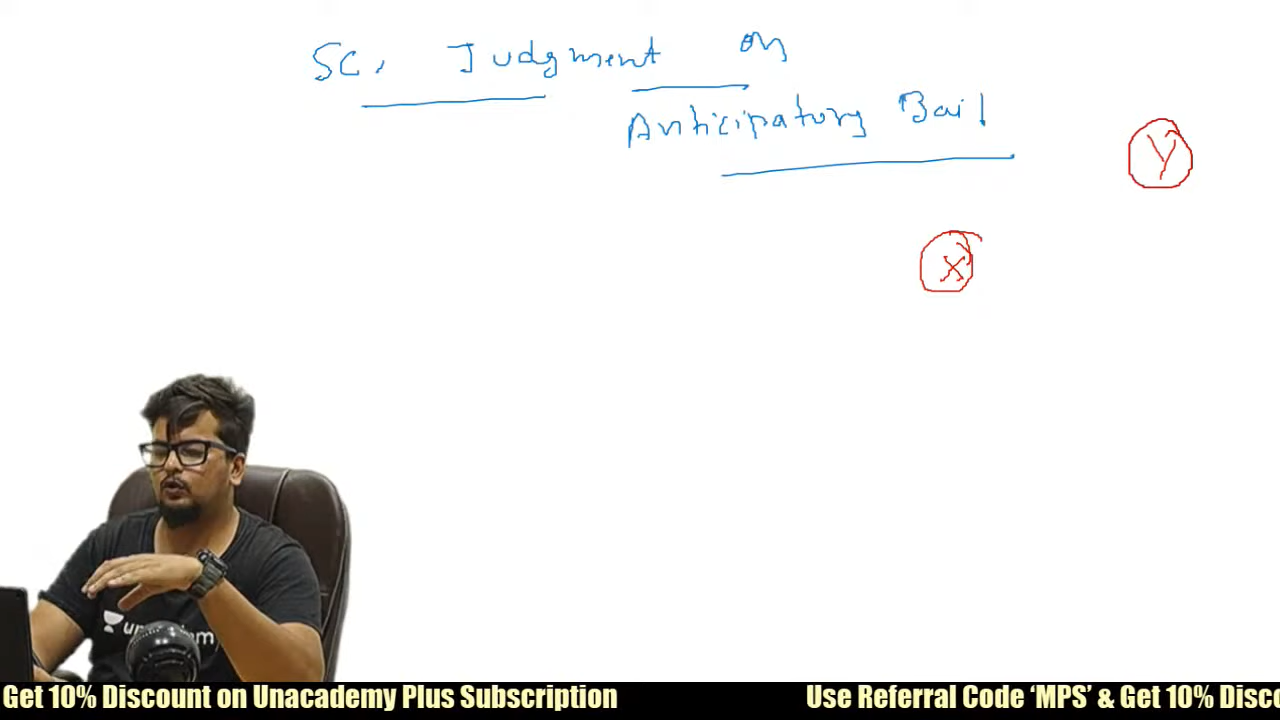 SC. Judgment on
Anticipatory Bail
Y
X
Get 10% Discount on Unacademy Plus Subscription
Use Referral Code ‘MPS’ & Get 10% Disco